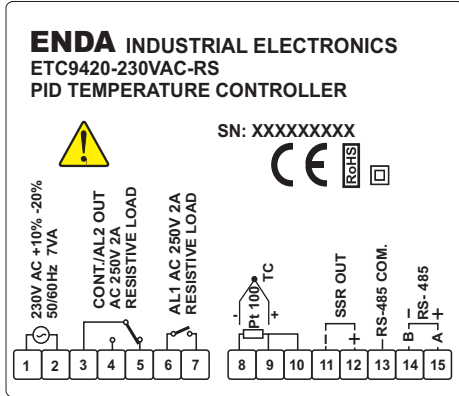 ENDA INDUSTRIAL ELECTRONICS
ETC9420-230VAC-RS
PID TEMPERATURE CONTROLLER
SN: XXXXXXXXX
CE RoHS
230V AC +10% -20%
50/60Hz 7VA
CONT./AL2 OUT
AC 250V 2A
RESISTIVE LOAD
AL1 AC 250V 2A
RESISTIVE LOAD
- Pt 100 +
TC
SSR OUT
- +
RS-485 COM.
B - A +
RS- 485
1 2 3 4 5 6 7 8 9 10 11 12 13 14 15